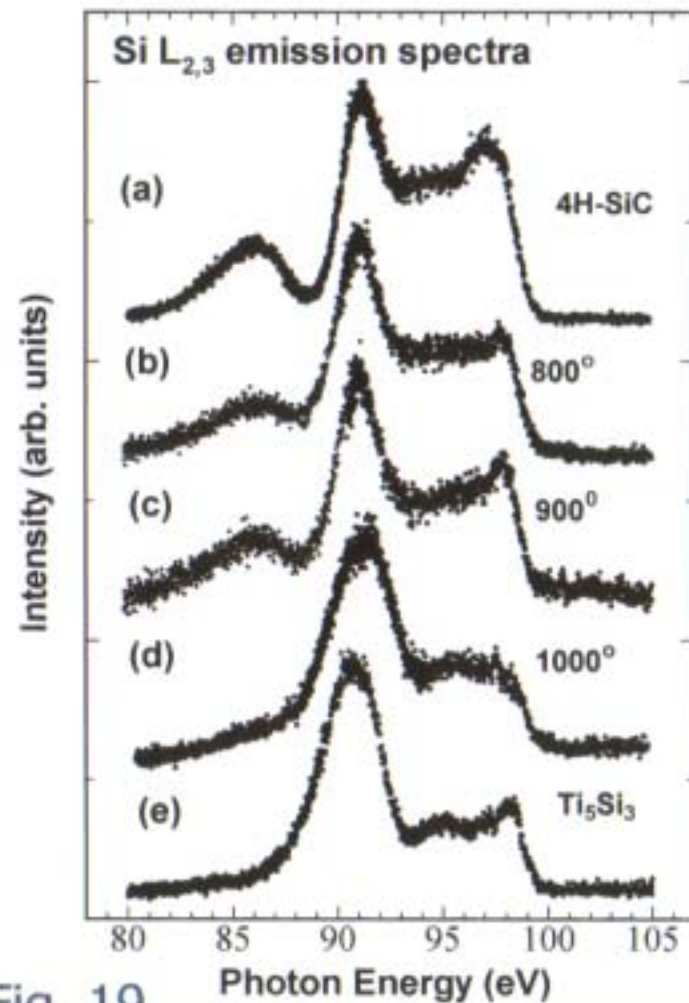 Si L2,3 emission spectra
(a)
4H-SiC
(b)
800°
(c)
900⁰
(d)
1000°
(e)
Ti5Si3
Intensity (arb. units)
80 85 90 95 100 105
Photon Energy (eV)
Fig. 19